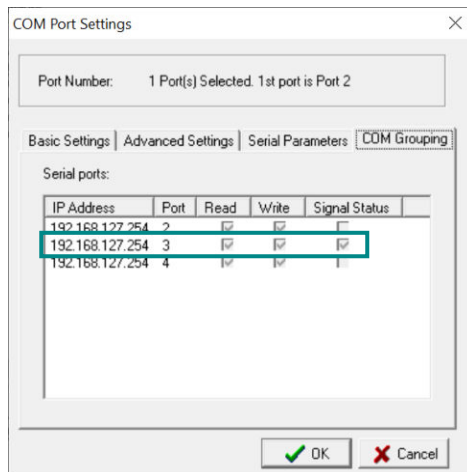 COM Port Settings
Port Number: 1 Port(s) Selected. 1st port is Port 2
Basic Settings Advanced Settings Serial Parameters COM Grouping
Serial ports:
IP Address Port Read Write Signal Status
192.168.127.254 2
192.168.127.254 3
192.168.127.254 4
OK Cancel